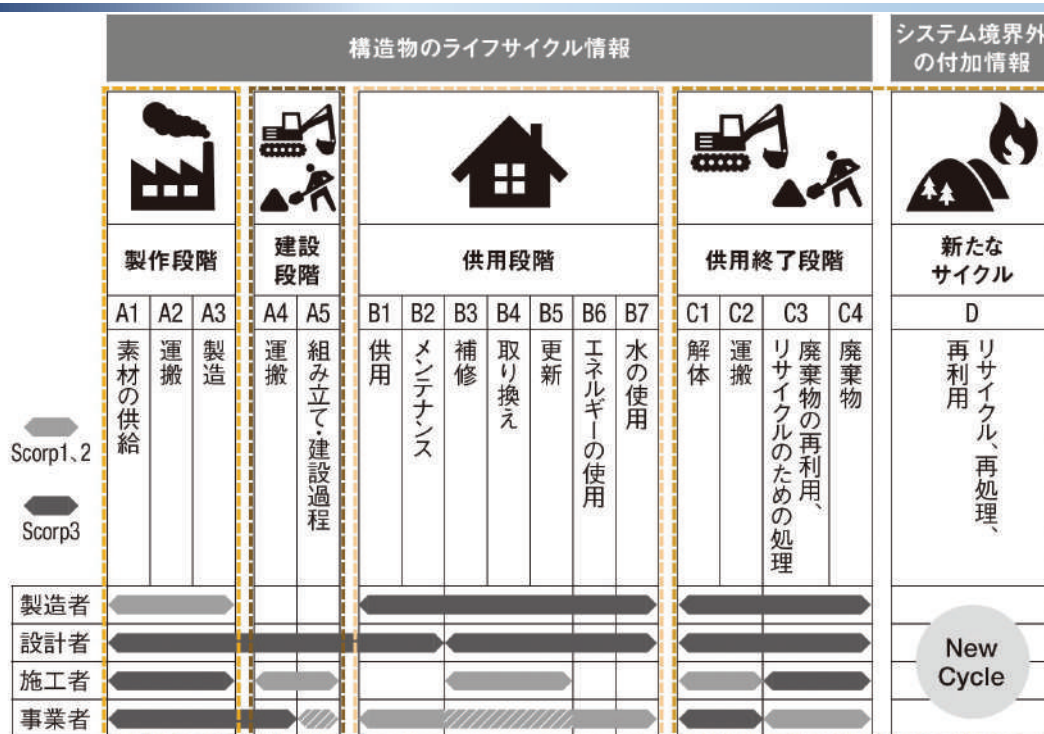 構造物のライフサイクル情報
システム境界外
の付加情報
製作段階
建設
段階
供用段階
供用終了段階
新たな
サイクル
A1
A2
A3
A4
A5
B1
B2
B3
B4
B5
B6
B7
C1
C2
C3
C4
D
素材の供給
運搬
製造
運搬
組み立て・建設過程
供用
メンテナンス
補修
取り換え
更新
エネルギーの使用
水の使用
解体
運搬
廃棄物の再利用、
リサイクルのための処理
廃棄物
リサイクル、再処理、
再利用
Scorp1、2
Scorp3
製造者
設計者
施工者
事業者
New
Cycle